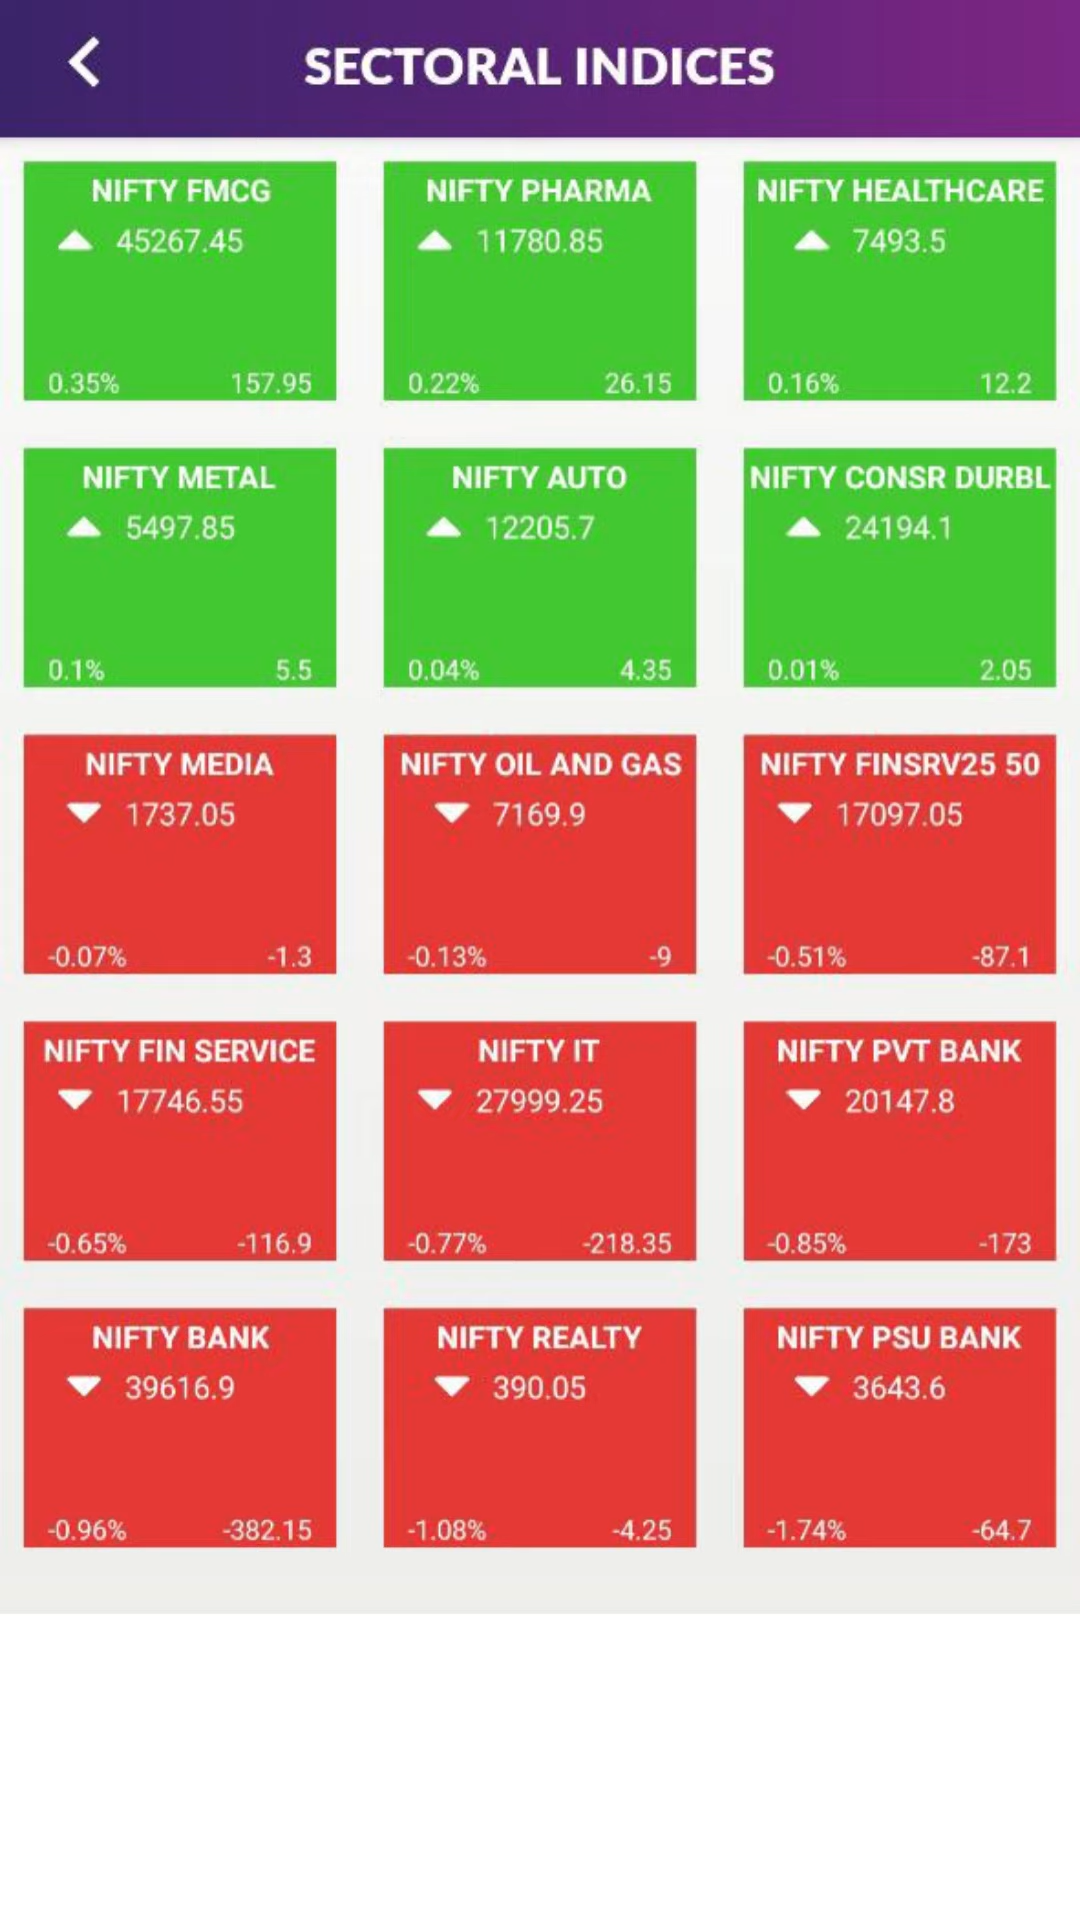 SECTORAL INDICES
NIFTY FMCG
45267.45
0.35% 157.95
NIFTY PHARMA
11780.85
0.22% 26.15
NIFTY HEALTHCARE
7493.5
0.16% 12.2
NIFTY METAL
5497.85
0.1% 5.5
NIFTY AUTO
12205.7
0.04% 4.35
NIFTY CONSR DURBL
24194.1
0.01% 2.05
NIFTY MEDIA
1737.05
-0.07% -1.3
NIFTY OIL AND GAS
7169.9
-0.13% -9
NIFTY FINSRV25 50
17097.05
-0.51% -87.1
NIFTY FIN SERVICE
17746.55
-0.65% -116.9
NIFTY IT
27999.25
-0.77% -218.35
NIFTY PVT BANK
20147.8
-0.85% -173
NIFTY BANK
39616.9
-0.96% -382.15
NIFTY REALTY
390.05
-1.08% -4.25
NIFTY PSU BANK
3643.6
-1.74% -64.7